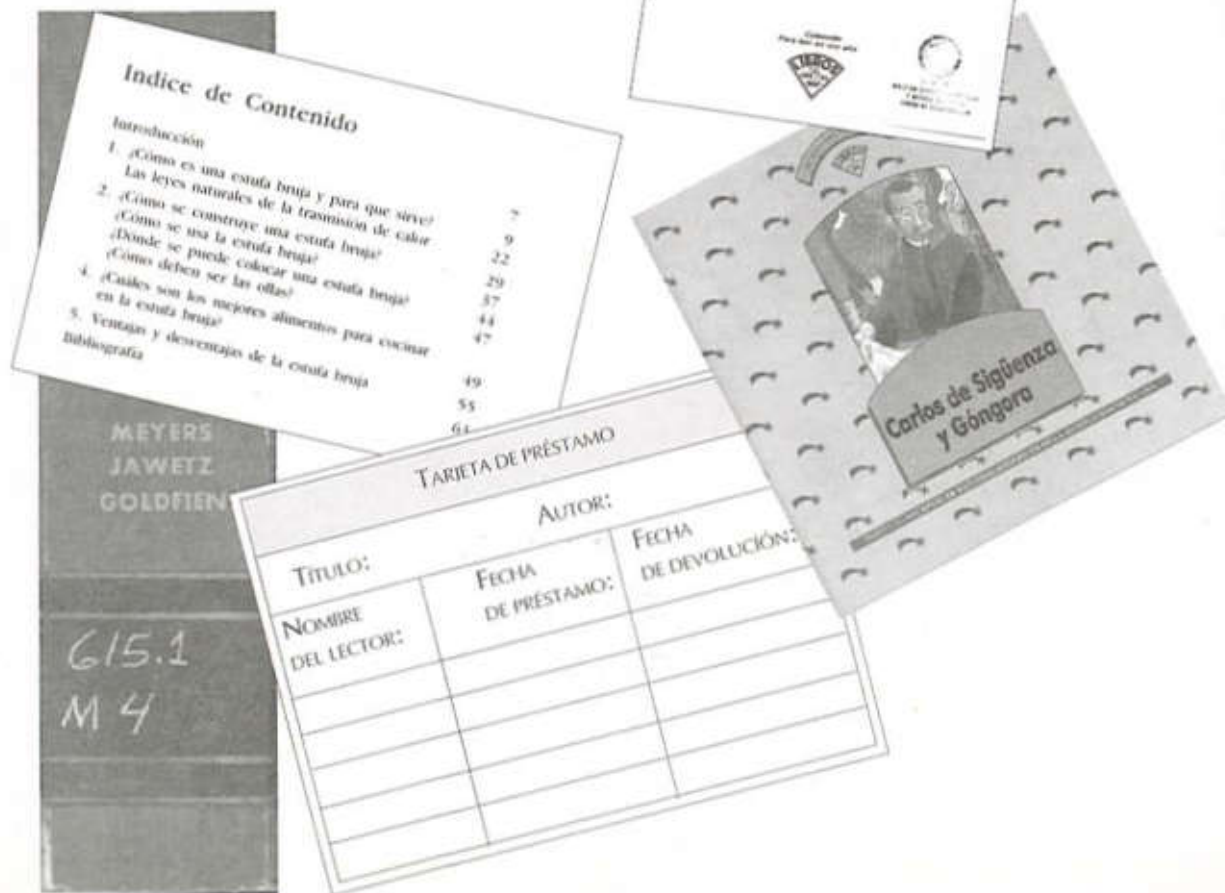 Indice de Contenido
Introducción 7
1. ¿Cómo es una estufa bruja y para que sirve? 9
Las leyes naturales de la trasmisión de calor 22
2. ¿Cómo se construye una estufa bruja? 29
¿Cómo se usa la estufa bruja? 37
¿Dónde se puede colocar una estufa bruja? 44
¿Cómo deben ser las ollas? 47
4. ¿Cuáles son los mejores alimentos para cocinar
en la estufa bruja? 49
5. Ventajas y desventajas de la estufa bruja 55
Bibliografía
MEYERS
JAWETZ
GOLDFIEN
615.1
M 4
TARJETA DE PRÉSTAMO
TÍTULO: AUTOR:
NOMBRE
DEL LECTOR:
FECHA
DE PRÉSTAMO:
FECHA
DE DEVOLUCIÓN:
LIBROS
Carlos de Sigüenza
y Góngora